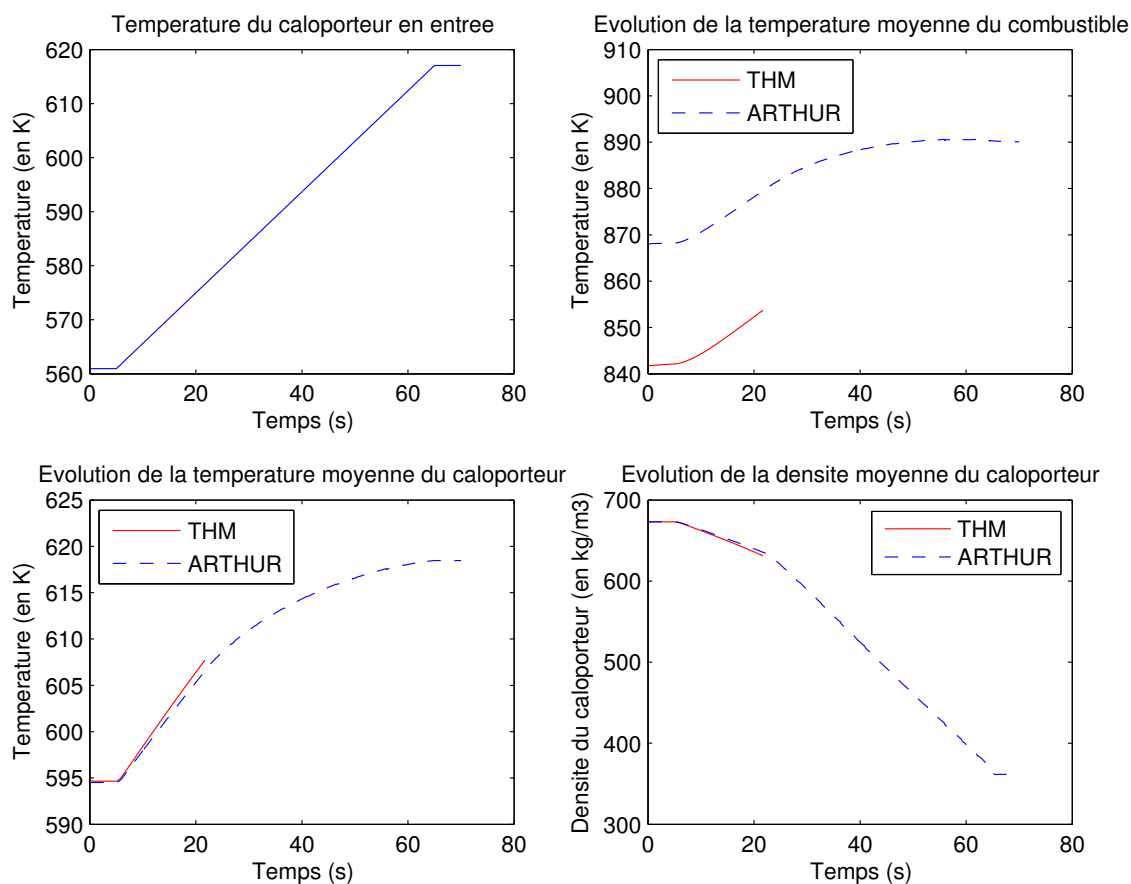 Temperature du caloporteur en entree
620
610
600
590
580
570
560
Temperature (en K)
0 20 40 60 80
Temps (s)
Evolution de la temperature moyenne du combustible
910
900
890
880
870
860
850
840
Temperature (en K)
THM
ARTHUR
0 20 40 60 80
Temps (s)
Evolution de la temperature moyenne du caloporteur
625
620
615
610
605
600
595
590
Temperature (en K)
THM
ARTHUR
0 20 40 60 80
Temps (s)
Evolution de la densite moyenne du caloporteur
700
600
500
400
300
Densite du caloporteur (en kg/m3)
THM
ARTHUR
0 20 40 60 80
Temps (s)